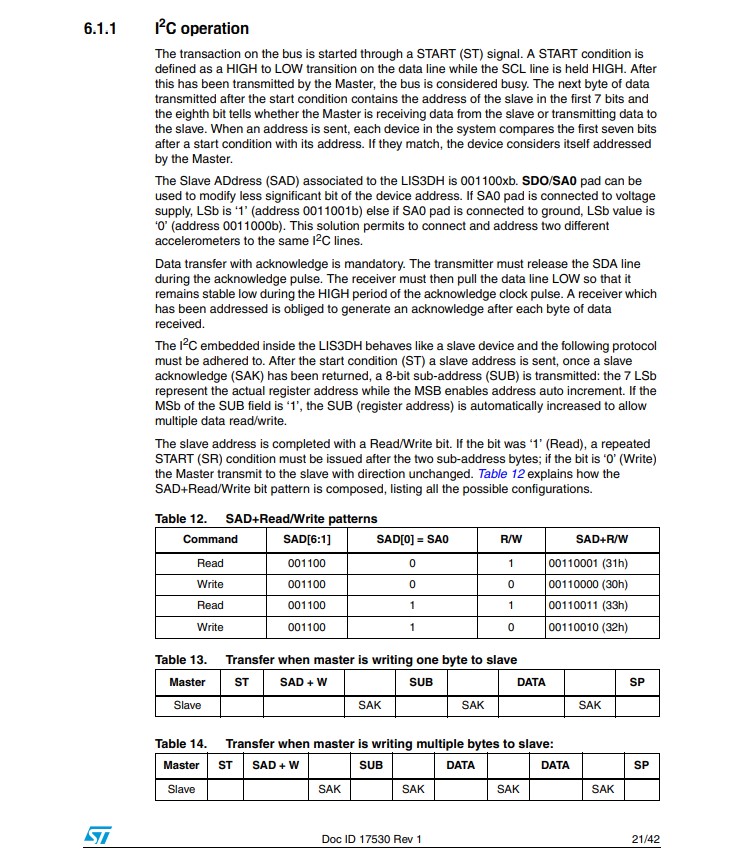 6.1.1 I2C operation
The transaction on the bus is started through a START (ST) signal. A START condition is
defined as a HIGH to LOW transition on the data line while the SCL line is held HIGH. After
this has been transmitted by the Master, the bus is considered busy. The next byte of data
transmitted after the start condition contains the address of the slave in the first 7 bits and
the eighth bit tells whether the Master is receiving data from the slave or transmitting data to
the slave. When an address is sent, each device in the system compares the first seven bits
after a start condition with its address. If they match, the device considers itself addressed
by the Master.
The Slave ADdress (SAD) associated to the LIS3DH is 001100xb. SDO/SA0 pad can be
used to modify less significant bit of the device address. If SA0 pad is connected to voltage
supply, LSb is ‘1’ (address 0011001b) else if SA0 pad is connected to ground, LSb value is
‘0’ (address 0011000b). This solution permits to connect and address two different
accelerometers to the same I2C lines.
Data transfer with acknowledge is mandatory. The transmitter must release the SDA line
during the acknowledge pulse. The receiver must then pull the data line LOW so that it
remains stable low during the HIGH period of the acknowledge clock pulse. A receiver which
has been addressed is obliged to generate an acknowledge after each byte of data
received.
The I2C embedded inside the LIS3DH behaves like a slave device and the following protocol
must be adhered to. After the start condition (ST) a slave address is sent, once a slave
acknowledge (SAK) has been returned, a 8-bit sub-address (SUB) is transmitted: the 7 LSb
represent the actual register address while the MSB enables address auto increment. If the
MSb of the SUB field is ‘1’, the SUB (register address) is automatically increased to allow
multiple data read/write.
The slave address is completed with a Read/Write bit. If the bit was ‘1’ (Read), a repeated
START (SR) condition must be issued after the two sub-address bytes; if the bit is ‘0’ (Write)
the Master transmit to the slave with direction unchanged. Table 12 explains how the
SAD+Read/Write bit pattern is composed, listing all the possible configurations.
Table 12. SAD+Read/Write patterns
Command SAD[6:1] SAD[0] = SA0 R/W SAD+R/W
Read 001100 0 1 00110001 (31h)
Write 001100 0 0 00110000 (30h)
Read 001100 1 1 00110011 (33h)
Write 001100 1 0 00110010 (32h)
Table 13. Transfer when master is writing one byte to slave
Master ST SAD + W SUB DATA SP
Slave SAK SAK SAK
Table 14. Transfer when master is writing multiple bytes to slave:
Master ST SAD + W SUB DATA DATA SP
Slave SAK SAK SAK SAK
ST Doc ID 17530 Rev 1 21/42